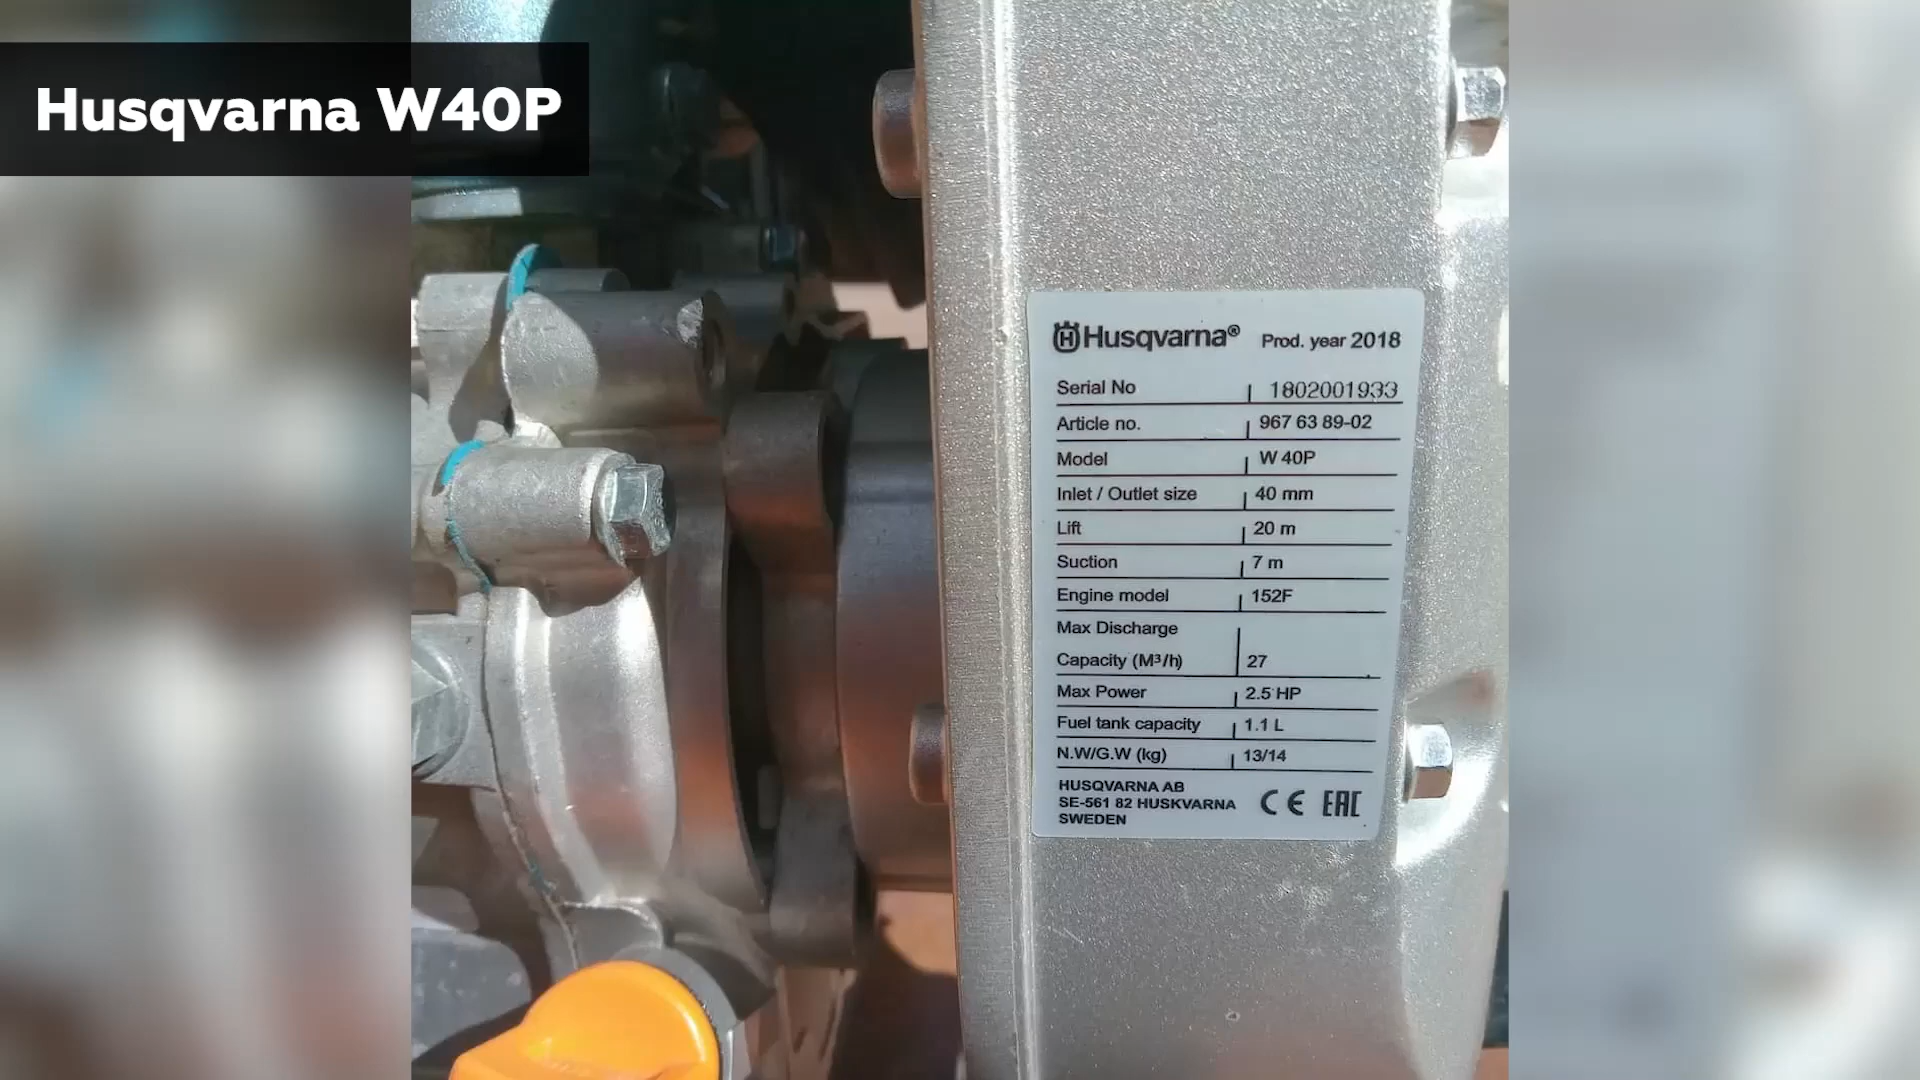 Husqvarna W40P
Husqvarna® Prod. year 2018
Serial No 1802001933
Article no. 967 63 89-02
Model W 40P
Inlet / Outlet size 40 mm
Lift 20 m
Suction 7 m
Engine model 152F
Max Discharge
Capacity (M³/h) 27
Max Power 2.5 HP
Fuel tank capacity 1.1 L
N.W/G.W (kg) 13/14
HUSQVARNA AB
SE-561 82 HUSKVARNA
SWEDEN
CE EAC